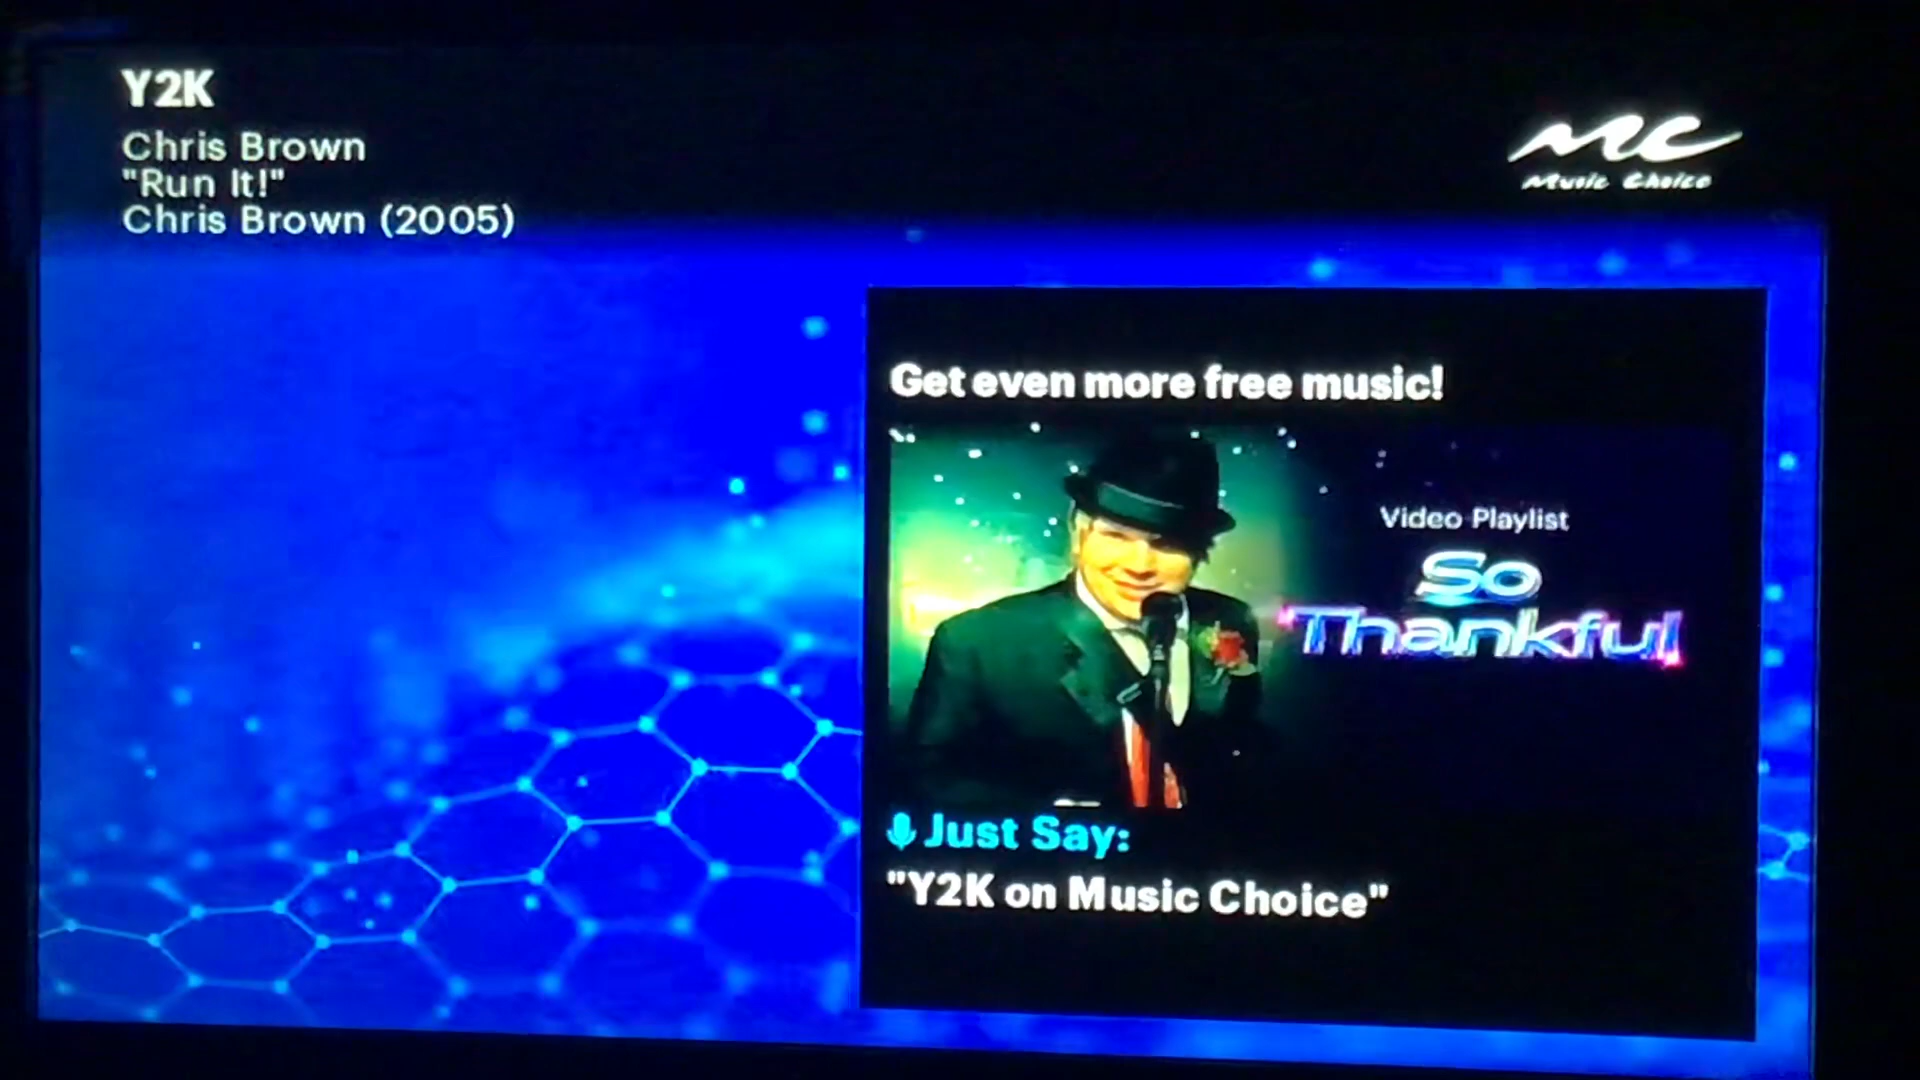 Y2K
Chris Brown
"Run It!"
Chris Brown (2005)
MC
Music Choice
Get even more free music!
Video Playlist
So
Thankful
Just Say:
"Y2K on Music Choice"